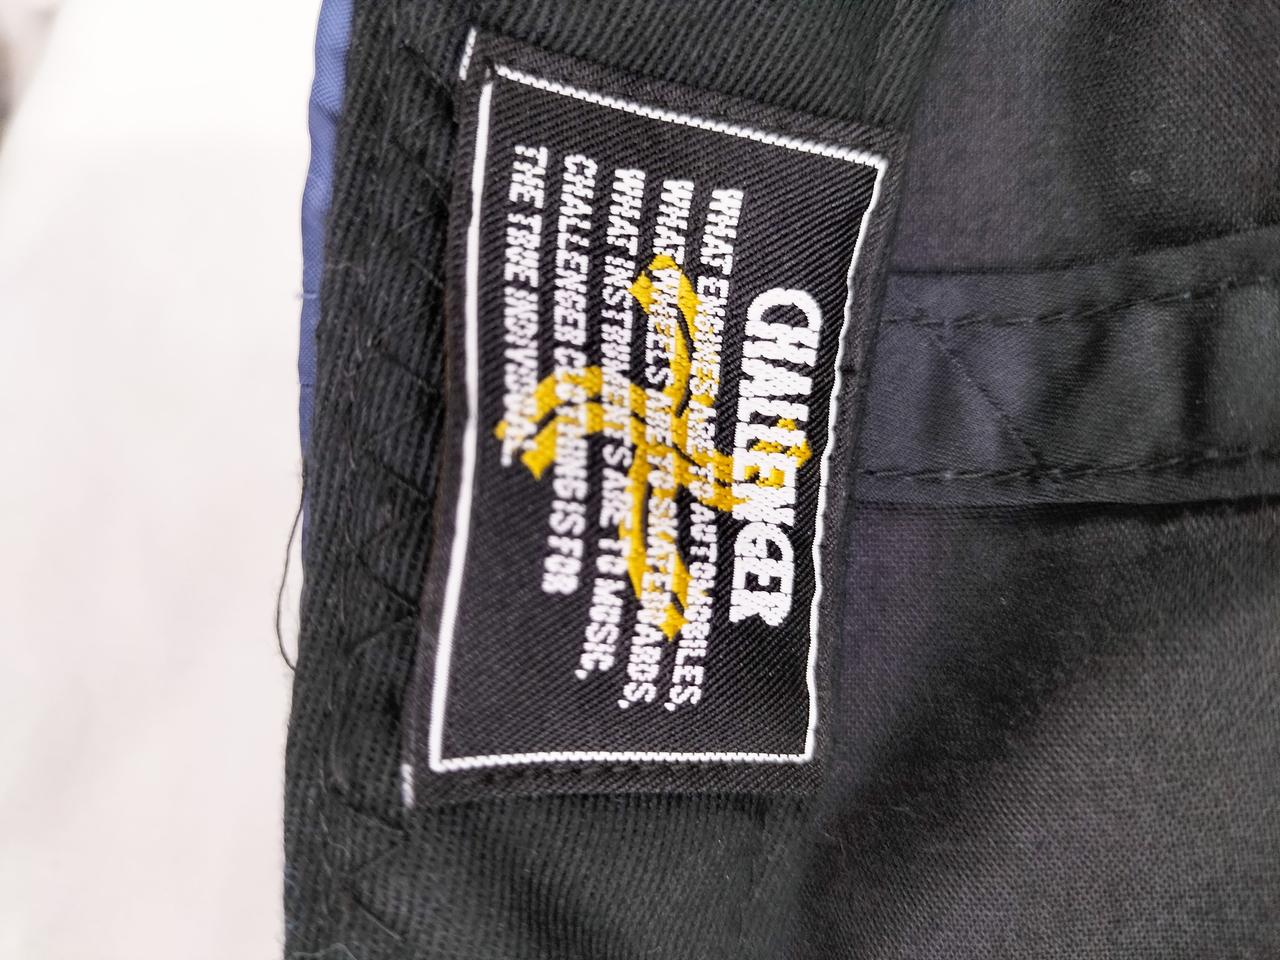 CHALLENGER
WHAT ENGINES ARE TO AUTOMOBILES,
WHAT WHEELS ARE TO SKATEBOARDS,
WHAT INSTRUMENTS ARE TO MUSIC,
CHALLENGER CLOTHING IS FOR
THE TRUE INDIVIDUAL